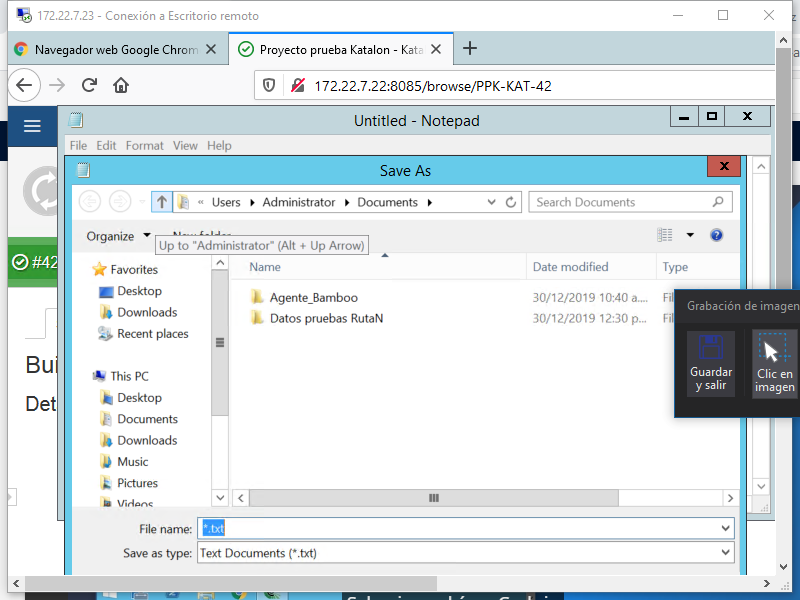 172.22.7.23 - Conexión a Escritorio remoto
Navegador web Google Chrom
Proyecto prueba Katalon - Kata
172.22.7.22:8085/browse/PPK-KAT-42
Untitled - Notepad
File Edit Format View Help
Save As
« Users Administrator Documents
Search Documents
Organize New folder
Up to "Administrator" (Alt + Up Arrow)
#42
Favorites
Desktop
Downloads
Recent places
This PC
Desktop
Documents
Downloads
Music
Pictures
Videos
Name Date modified Type
Agente_Bamboo 30/12/2019 10:40 a.... Fil
Datos pruebas RutaN 30/12/2019 12:30 p... Fil
Bui
Det
Grabación de imagen
Guardar
y salir
Clic en
imagen
File name: *.txt
Save as type: Text Documents (*.txt)